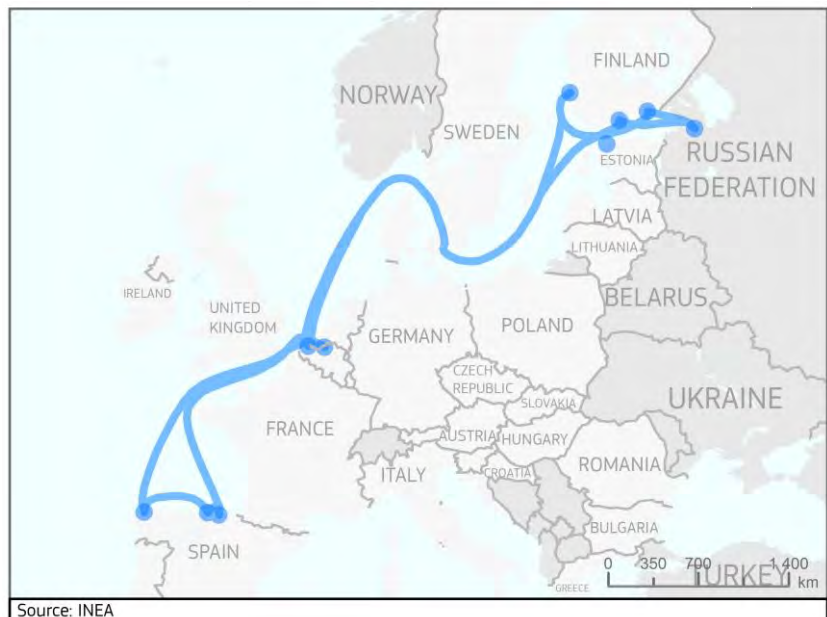 FINLAND
NORWAY
SWEDEN
ESTONIA
RUSSIAN
FEDERATION
LATVIA
LITHUANIA
IRELAND
BELARUS
UNITED
KINGDOM
GERMANY
POLAND
CZECH
REPUBLIC
UKRAINE
SLOVAKIA
FRANCE
AUSTRIA
HUNGARY
ITALY
CROATIA
ROMANIA
SPAIN
BULGARIA
GREECE
TURKEY
0 350 700 1,400
km
Source: INEA